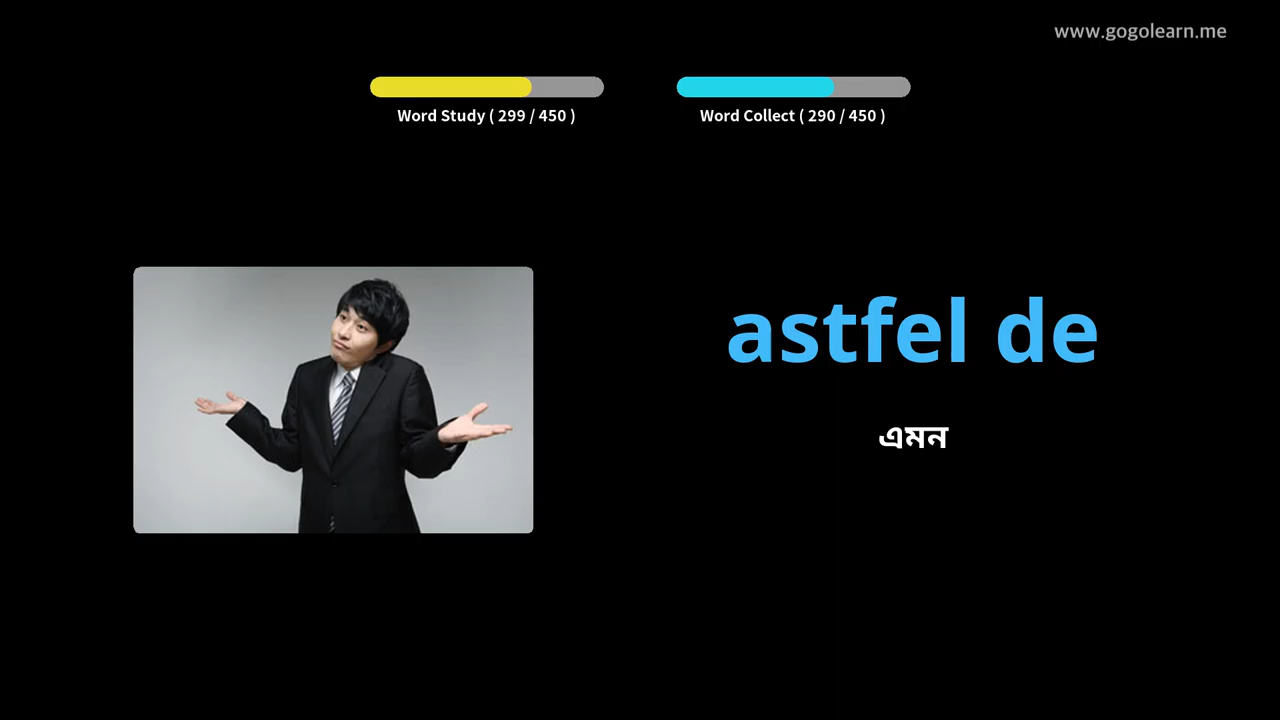 www.gogolearn.me
Word Study ( 299 / 450 )
Word Collect ( 290 / 450 )
astfel de
এমন